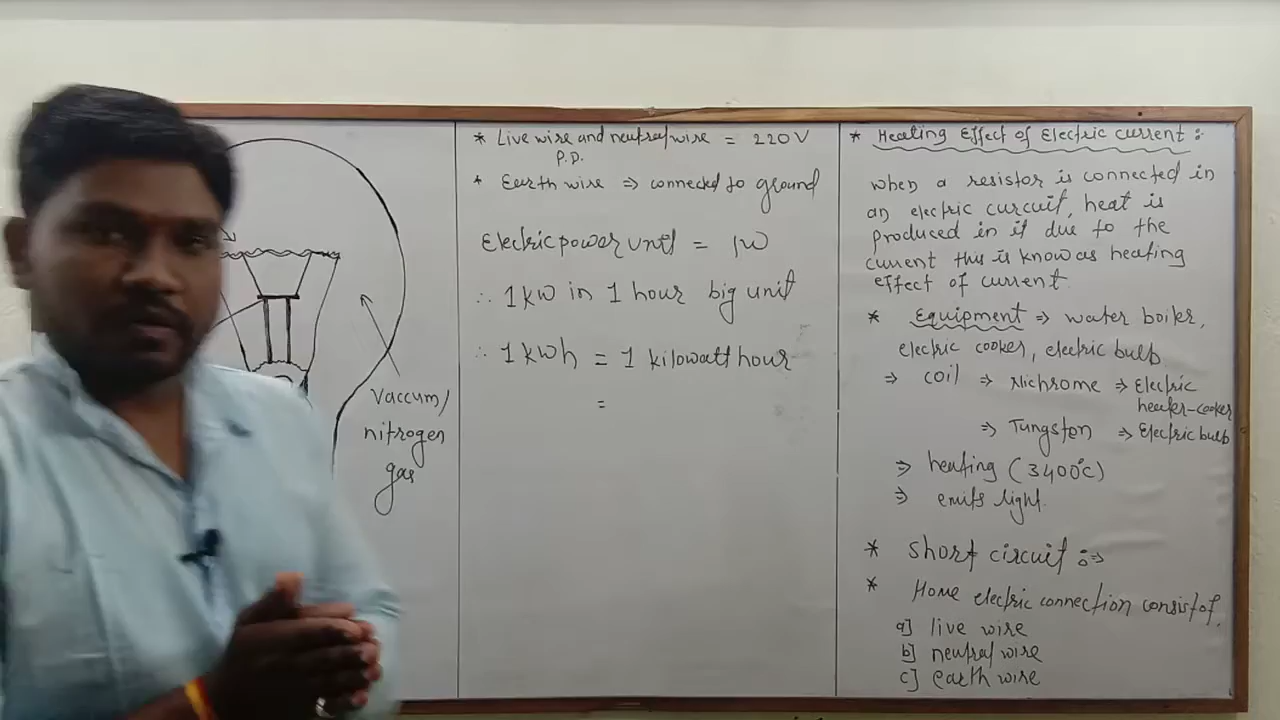 Vaccum/
nitrogen
gas
* Live wire and neutral wire = 220V
P.D.
* Earth wire ⇒ connected to ground
Electric power unit = 1W
∴ 1 kW in 1 hour big unit
∴ 1 kWh = 1 kilowatt hour
=
* Heating Effect of Electric current :
when a resistor is connected in
an electric curcuit, heat is
produced in it due to the
current this is know as heating
effect of current
* Equipment ⇒ water boiler,
electric cooker, electric bulb
⇒ coil ⇒ Nichrome ⇒ Electric
heater-cooker
⇒ Tungsten ⇒ Electric bulb
⇒ heating (3400°C)
⇒ emits light.
* short circuit :⇒
* Home electric connection consist of,
a] live wire
b] neutral wire
c] earth wire